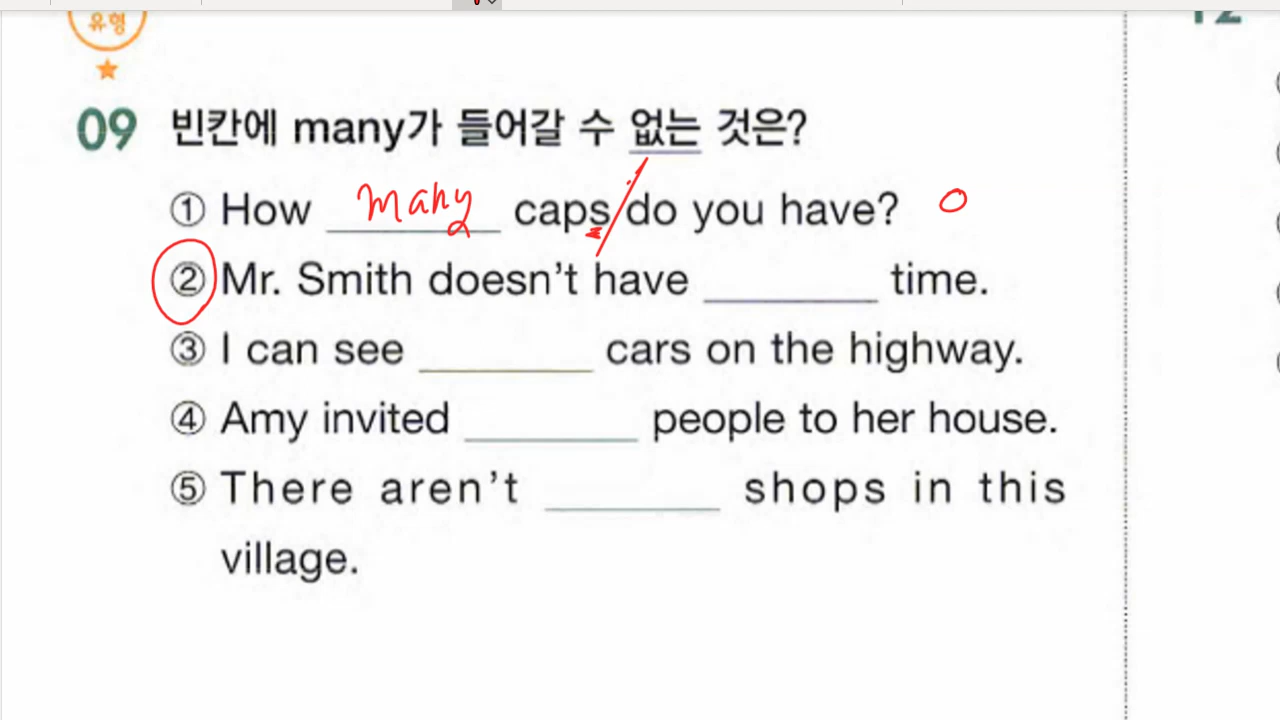 유형
09 빈칸에 many가 들어갈 수 없는 것은?
① How many caps do you have?
② Mr. Smith doesn't have ________ time.
③ I can see ________ cars on the highway.
④ Amy invited ________ people to her house.
⑤ There aren't ________ shops in this
village.